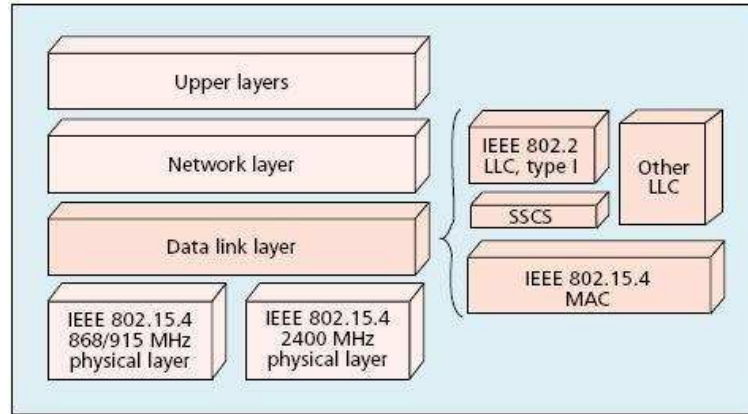 Upper layers
Network layer
Data link layer
IEEE 802.15.4
868/915 MHz
physical layer
IEEE 802.15.4
2400 MHz
physical layer
IEEE 802.2
LLC, type I
SSCS
Other
LLC
IEEE 802.15.4
MAC